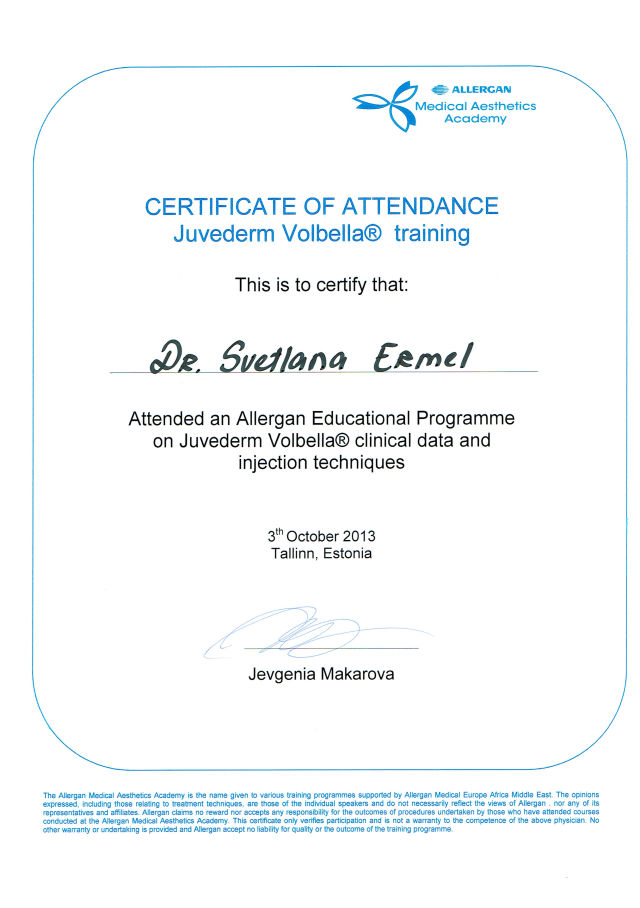 ALLERGAN
Medical Aesthetics
Academy
CERTIFICATE OF ATTENDANCE
Juvederm Volbella® training
This is to certify that:
DR. Svetlana Ermel
Attended an Allergan Educational Programme
on Juvederm Volbella® clinical data and
injection techniques
3th October 2013
Tallinn, Estonia
Jevgenia Makarova
The Allergan Medical Aesthetics Academy is the name given to various training programmes supported by Allergan Medical Europe Africa Middle East. The opinions
expressed, including those relating to treatment techniques, are those of the individual speakers and do not necessarily reflect the views of Allergan . nor any of its
representatives and affiliates. Allergan claims no reward nor accepts any responsibility for the outcomes of procedures undertaken by those who have attended courses
conducted at the Allergan Medical Aesthetics Academy. This certificate only verifies participation and is not a warranty to the competence of the above physician. No
other warranty or undertaking is provided and Allergan accept no liability for quality or the outcome of the training programme.